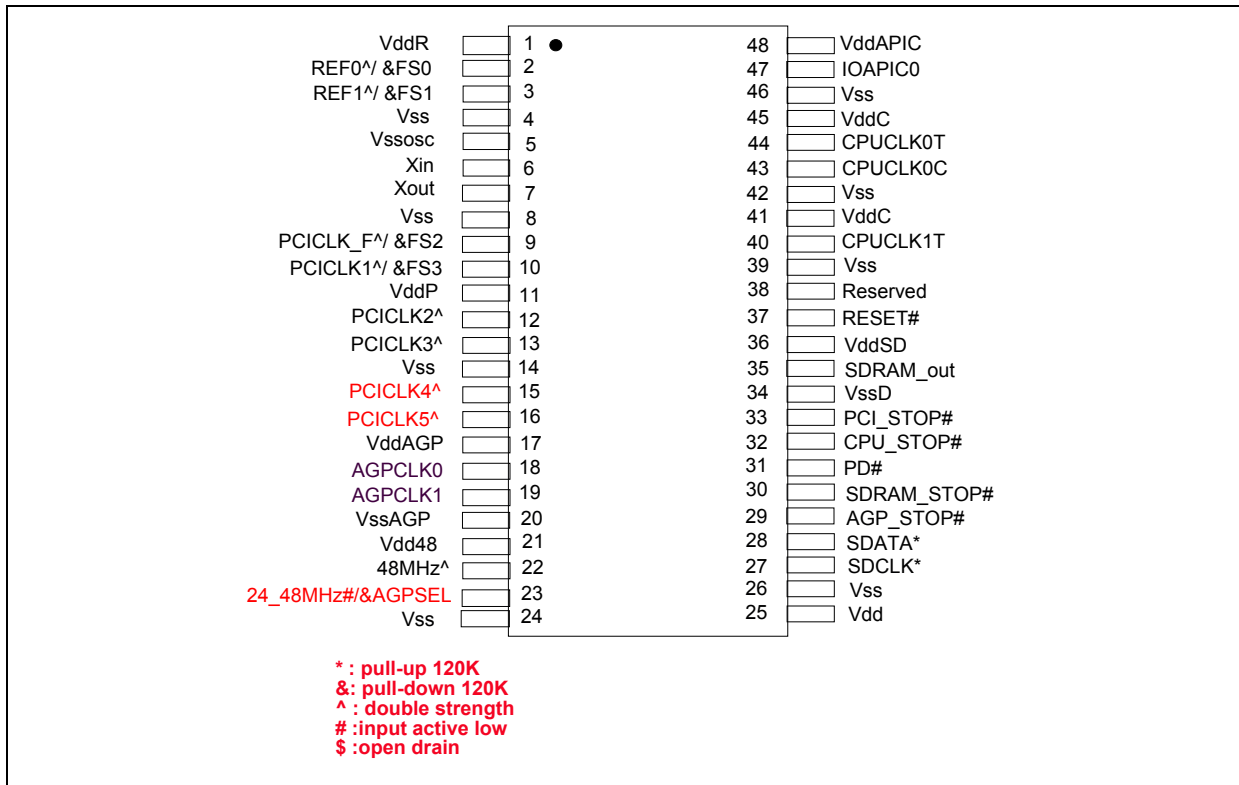 VddR 1 48 VddAPIC
REF0^/ &FS0 2 47 IOAPIC0
REF1^/ &FS1 3 46 Vss
Vss 4 45 VddC
Vssosc 5 44 CPUCLK0T
Xin 6 43 CPUCLK0C
Xout 7 42 Vss
Vss 8 41 VddC
PCICLK_F^/ &FS2 9 40 CPUCLK1T
PCICLK1^/ &FS3 10 39 Vss
VddP 11 38 Reserved
PCICLK2^ 12 37 RESET#
PCICLK3^ 13 36 VddSD
Vss 14 35 SDRAM_out
PCICLK4^ 15 34 VssD
PCICLK5^ 16 33 PCI_STOP#
VddAGP 17 32 CPU_STOP#
AGPCLK0 18 31 PD#
AGPCLK1 19 30 SDRAM_STOP#
VssAGP 20 29 AGP_STOP#
Vdd48 21 28 SDATA*
48MHz^ 22 27 SDCLK*
24_48MHz#/&AGPSEL 23 26 Vss
Vss 24 25 Vdd
* : pull-up 120K
&: pull-down 120K
^ : double strength
# :input active low
$ :open drain